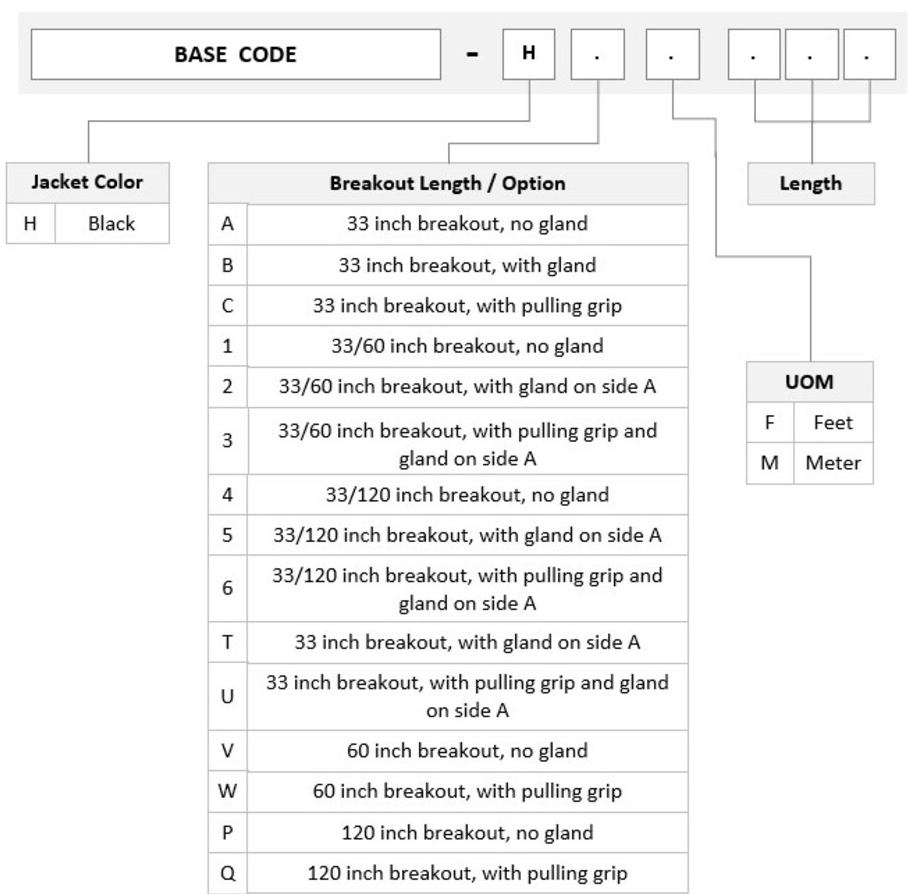 BASE CODE - H . . . . .
Jacket Color
H Black
Breakout Length / Option
A 33 inch breakout, no gland
B 33 inch breakout, with gland
C 33 inch breakout, with pulling grip
1 33/60 inch breakout, no gland
2 33/60 inch breakout, with gland on side A
3 33/60 inch breakout, with pulling grip and
gland on side A
4 33/120 inch breakout, no gland
5 33/120 inch breakout, with gland on side A
6 33/120 inch breakout, with pulling grip and
gland on side A
T 33 inch breakout, with gland on side A
U 33 inch breakout, with pulling grip and gland
on side A
V 60 inch breakout, no gland
W 60 inch breakout, with pulling grip
P 120 inch breakout, no gland
Q 120 inch breakout, with pulling grip
Length
UOM
F Feet
M Meter